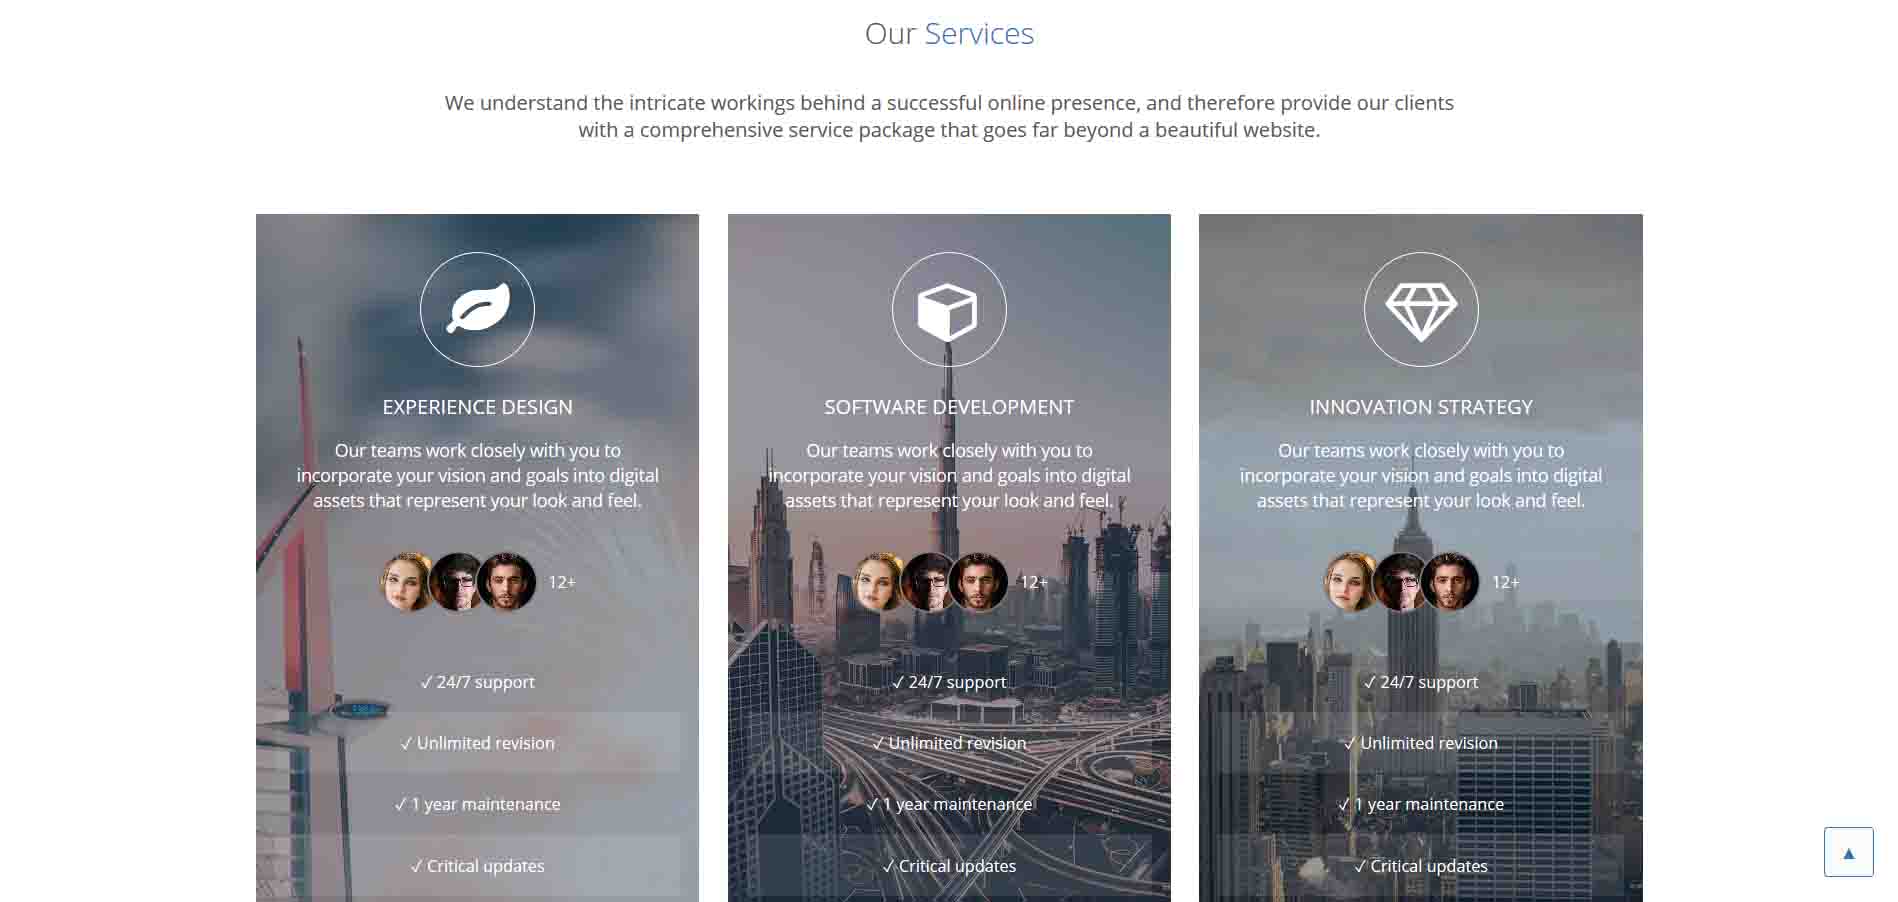 Our Services
We understand the intricate workings behind a successful online presence, and therefore provide our clients
with a comprehensive service package that goes far beyond a beautiful website.
EXPERIENCE DESIGN
Our teams work closely with you to
incorporate your vision and goals into digital
assets that represent your look and feel.
12+
✓ 24/7 support
✓ Unlimited revision
✓ 1 year maintenance
✓ Critical updates
SOFTWARE DEVELOPMENT
Our teams work closely with you to
incorporate your vision and goals into digital
assets that represent your look and feel.
12+
✓ 24/7 support
✓ Unlimited revision
✓ 1 year maintenance
✓ Critical updates
INNOVATION STRATEGY
Our teams work closely with you to
incorporate your vision and goals into digital
assets that represent your look and feel.
12+
✓ 24/7 support
✓ Unlimited revision
✓ 1 year maintenance
✓ Critical updates
▲